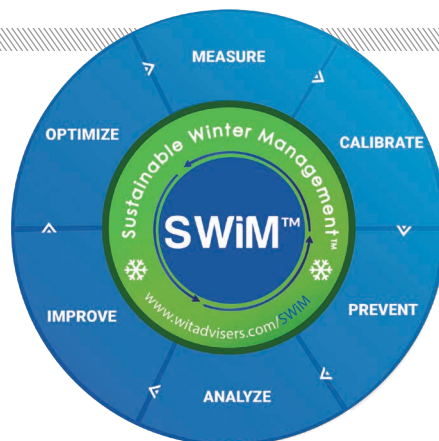 MEASURE
CALIBRATE
PREVENT
ANALYZE
IMPROVE
OPTIMIZE
Sustainable Winter Management™
SWiM™
www.witadvisers.com/SWiM